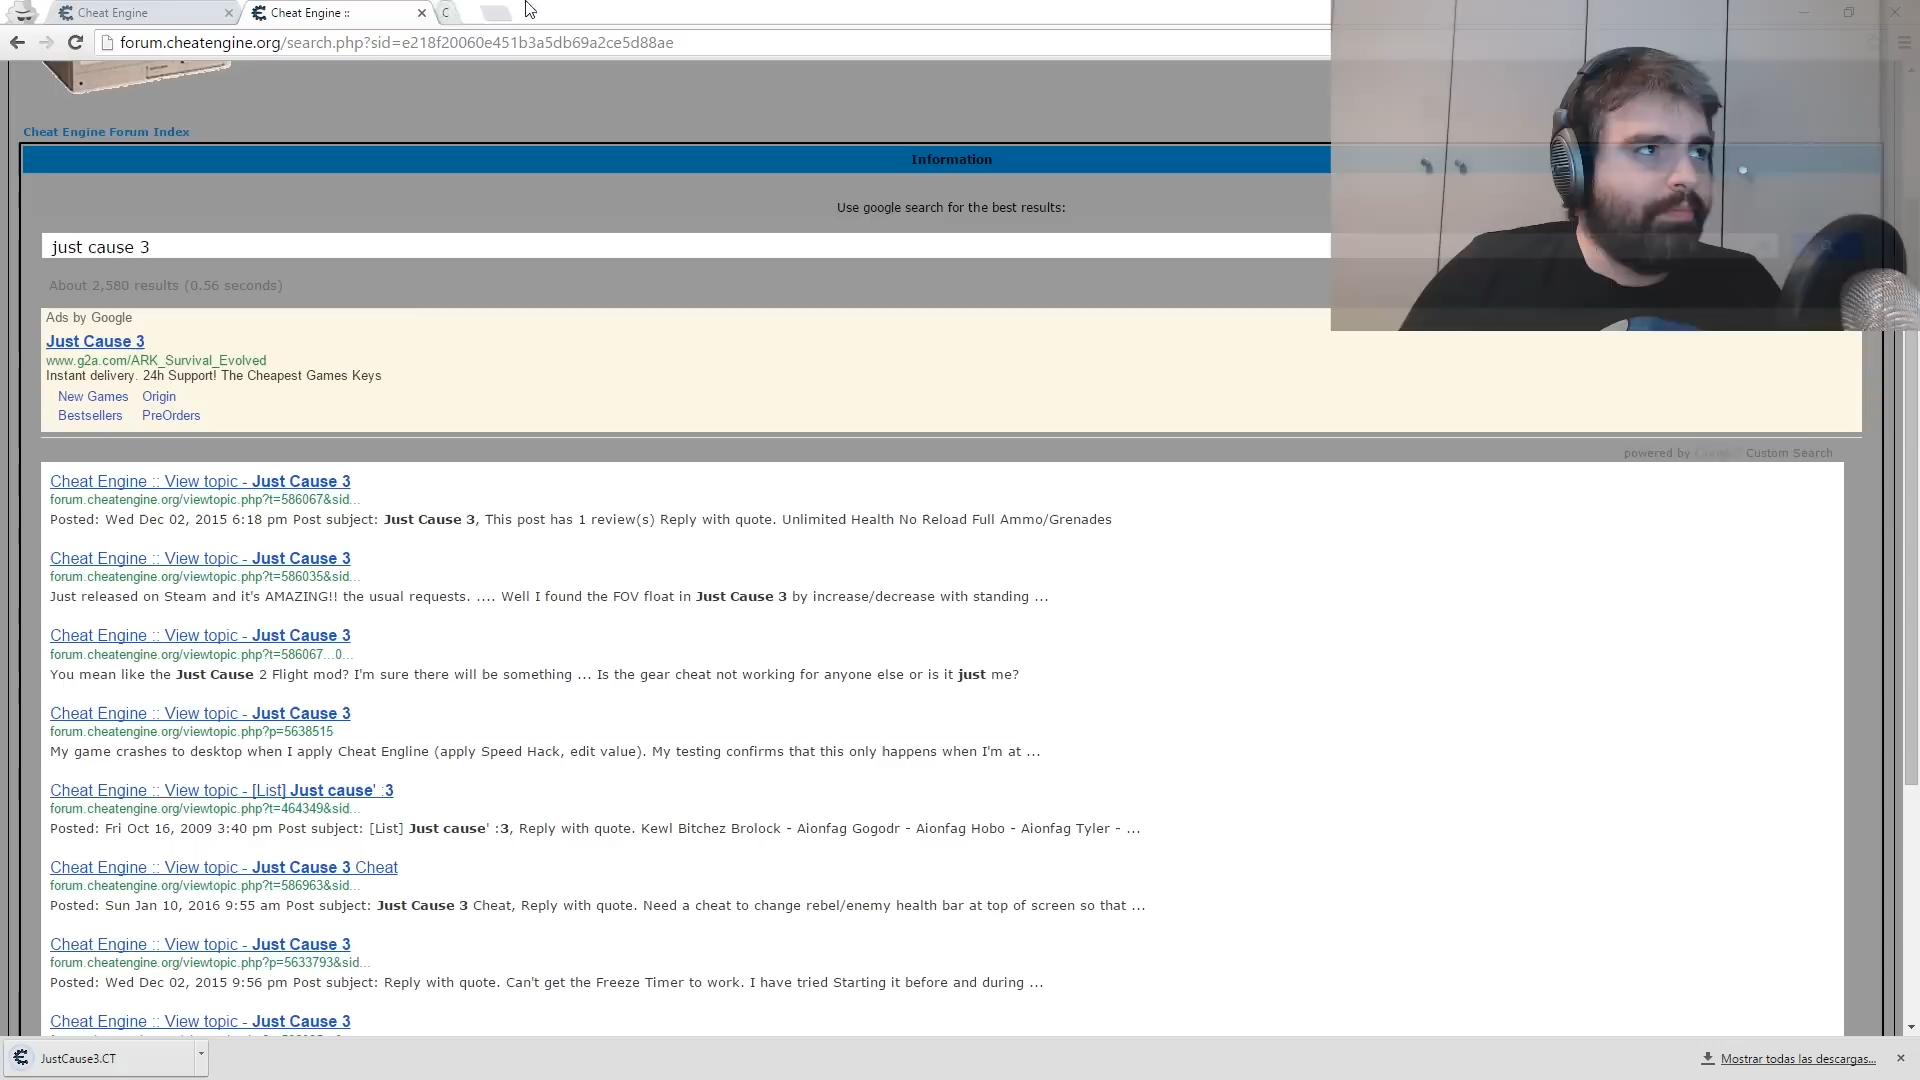 Cheat Engine
Cheat Engine ::
C
forum.cheatengine.org/search.php?sid=e218f20060e451b3a5db69a2ce5d88ae
Cheat Engine Forum Index
Information
Use google search for the best results:
just cause 3
About 2,580 results (0.56 seconds)
Ads by Google
Just Cause 3
www.g2a.com/ARK_Survival_Evolved
Instant delivery. 24h Support! The Cheapest Games Keys
New Games Origin
Bestsellers PreOrders
powered by Custom Search
Cheat Engine :: View topic - Just Cause 3
forum.cheatengine.org/viewtopic.php?t=586067&sid...
Posted: Wed Dec 02, 2015 6:18 pm Post subject: Just Cause 3, This post has 1 review(s) Reply with quote. Unlimited Health No Reload Full Ammo/Grenades
Cheat Engine :: View topic - Just Cause 3
forum.cheatengine.org/viewtopic.php?t=586035&sid...
Just released on Steam and it's AMAZING!! the usual requests. .... Well I found the FOV float in Just Cause 3 by increase/decrease with standing ...
Cheat Engine :: View topic - Just Cause 3
forum.cheatengine.org/viewtopic.php?t=586067...0...
You mean like the Just Cause 2 Flight mod? I'm sure there will be something ... Is the gear cheat not working for anyone else or is it just me?
Cheat Engine :: View topic - Just Cause 3
forum.cheatengine.org/viewtopic.php?p=5638515
My game crashes to desktop when I apply Cheat Engline (apply Speed Hack, edit value). My testing confirms that this only happens when I'm at ...
Cheat Engine :: View topic - [List] Just cause' :3
forum.cheatengine.org/viewtopic.php?t=464349&sid...
Posted: Fri Oct 16, 2009 3:40 pm Post subject: [List] Just cause' :3, Reply with quote. Kewl Bitchez Brolock - Aionfag Gogodr - Aionfag Hobo - Aionfag Tyler - ...
Cheat Engine :: View topic - Just Cause 3 Cheat
forum.cheatengine.org/viewtopic.php?t=586963&sid...
Posted: Sun Jan 10, 2016 9:55 am Post subject: Just Cause 3 Cheat, Reply with quote. Need a cheat to change rebel/enemy health bar at top of screen so that ...
Cheat Engine :: View topic - Just Cause 3
forum.cheatengine.org/viewtopic.php?p=5633793&sid...
Posted: Wed Dec 02, 2015 9:56 pm Post subject: Reply with quote. Can't get the Freeze Timer to work. I have tried Starting it before and during ...
Cheat Engine :: View topic - Just Cause 3
JustCause3.CT
Mostrar todas las descargas...